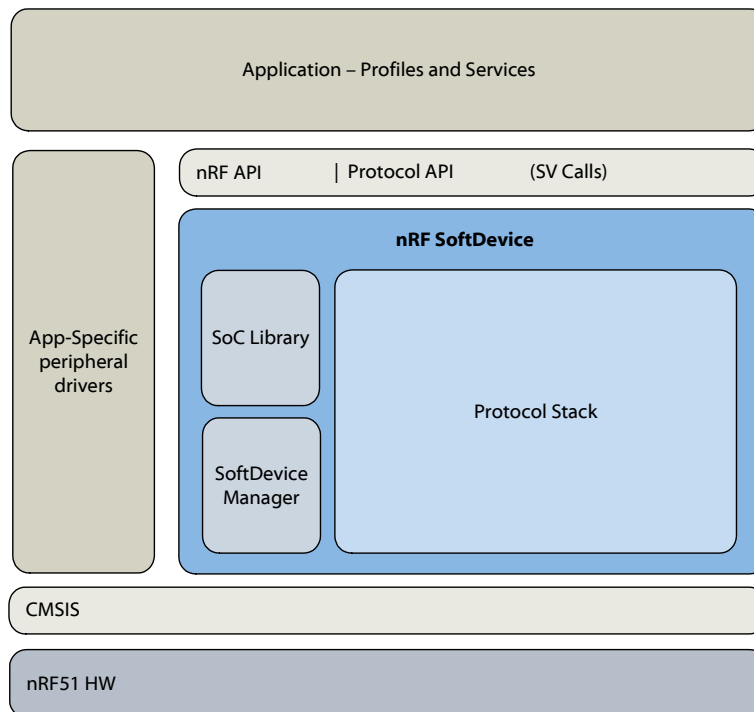 Application – Profiles and Services
nRF API | Protocol API (SV Calls)
nRF SoftDevice
App-Specific
peripheral
drivers
SoC Library
Protocol Stack
SoftDevice
Manager
CMSIS
nRF51 HW